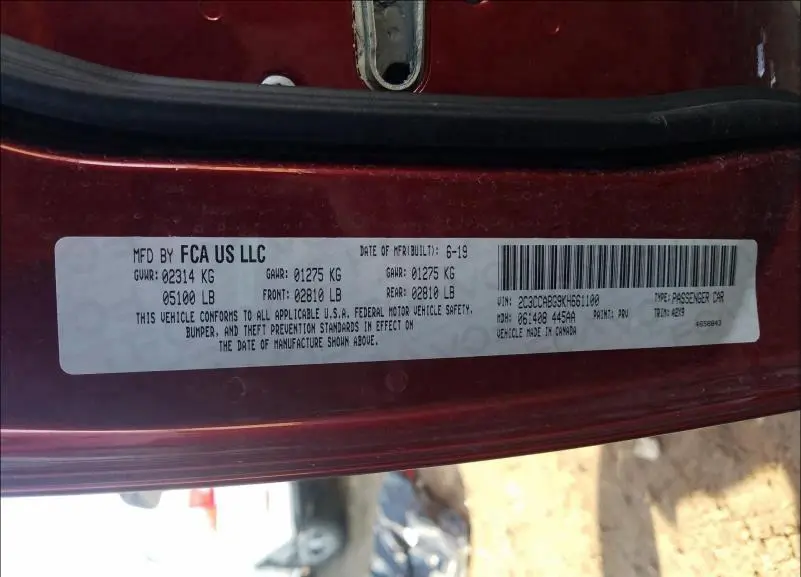 MFD BY FCA US LLC DATE OF MFR(BUILT): 6-19
GVWR: 02314 KG GAWR: 01275 KG GAWR: 01275 KG
05100 LB FRONT: 02810 LB REAR: 02810 LB
THIS VEHICLE CONFORMS TO ALL APPLICABLE U.S.A. FEDERAL MOTOR VEHICLE SAFETY,
BUMPER, AND THEFT PREVENTION STANDARDS IN EFFECT ON
THE DATE OF MANUFACTURE SHOWN ABOVE.
VIN: 2C3CCABG9KH661100 TYPE: PASSENGER CAR
MDH: 061408 445AA PAINT: PRV TRIM: A2X9
VEHICLE MADE IN CANADA